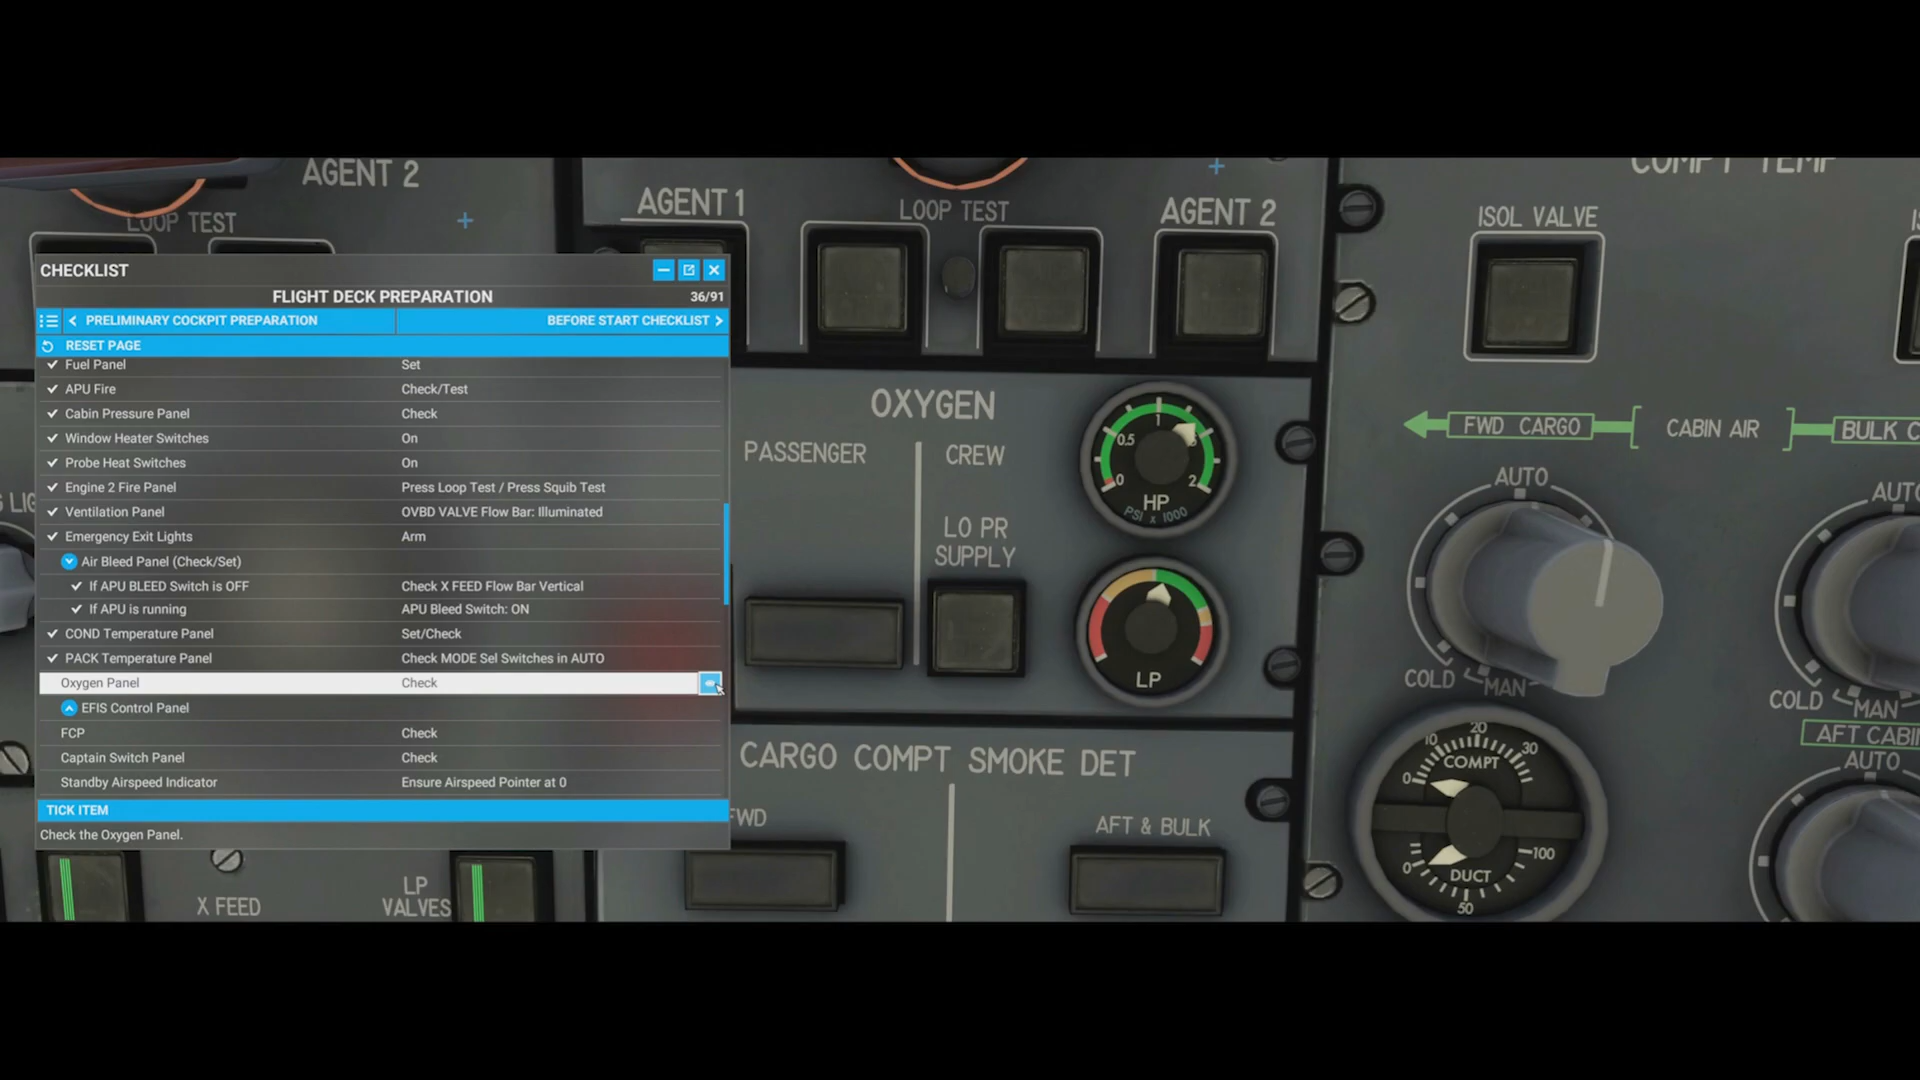 AGENT 2
LOOP TEST
AGENT 1
LOOP TEST
AGENT 2
COMPT TEMP
ISOL VALVE
CHECKLIST
FLIGHT DECK PREPARATION
36/91
PRELIMINARY COCKPIT PREPARATION
BEFORE START CHECKLIST
RESET PAGE
Fuel Panel Set
APU Fire Check/Test
Cabin Pressure Panel Check
Window Heater Switches On
Probe Heat Switches On
Engine 2 Fire Panel Press Loop Test / Press Squib Test
Ventilation Panel OVBD VALVE Flow Bar: Illuminated
Emergency Exit Lights Arm
Air Bleed Panel (Check/Set)
If APU BLEED Switch is OFF Check X FEED Flow Bar Vertical
If APU is running APU Bleed Switch: ON
COND Temperature Panel Set/Check
PACK Temperature Panel Check MODE Sel Switches in AUTO
Oxygen Panel Check
EFIS Control Panel
FCP Check
Captain Switch Panel Check
Standby Airspeed Indicator Ensure Airspeed Pointer at 0
TICK ITEM
Check the Oxygen Panel.
OXYGEN
PASSENGER
CREW
LO PR
SUPPLY
0 0.5 1 2
HP
PSI x 1000
LP
FWD CARGO
CABIN AIR
BULK C
AUTO
COLD
MAN
AUTO
COLD
MAN
AFT CABIN
AUTO
CARGO COMPT SMOKE DET
FWD
AFT & BULK
0 10 20 30
COMPT
0 50 100
DUCT
X FEED
LP
VALVES